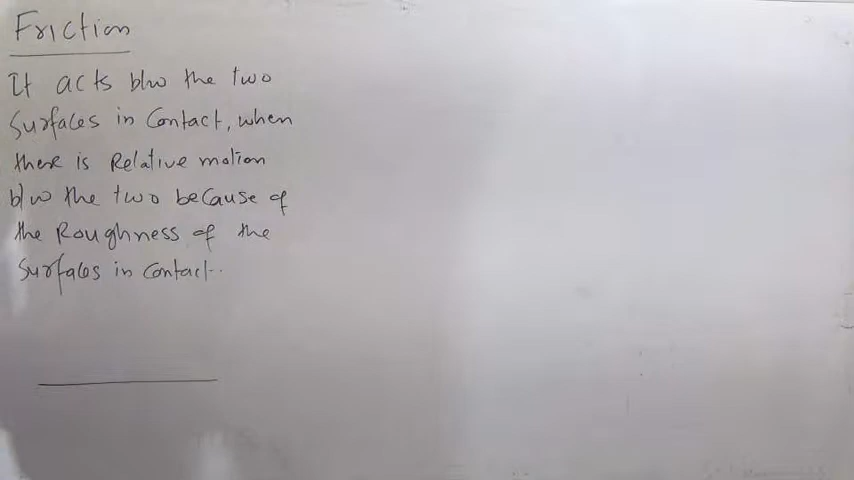 Friction
It acts b/w the two
Surfaces in Contact, when
there is Relative motion
b/w the two because of
the Roughness of the
Surfaces in Contact.